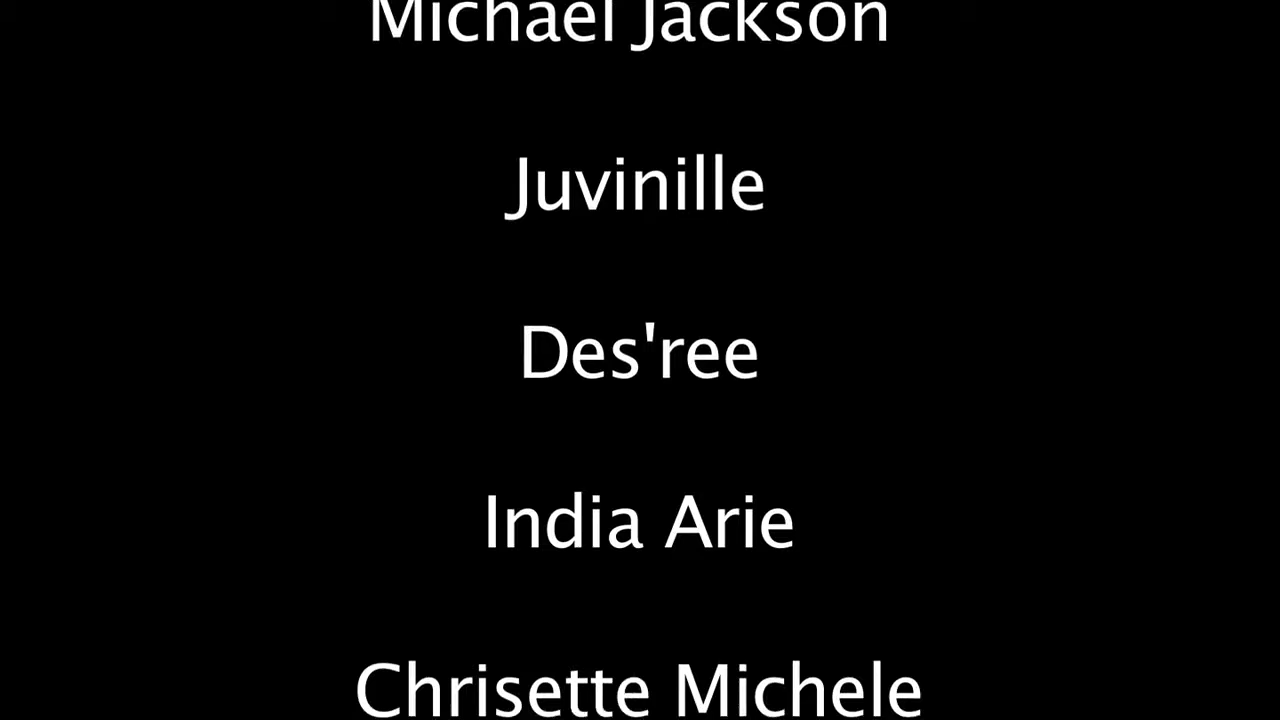 Michael Jackson
Juvinille
Des'ree
India Arie
Chrisette Michele